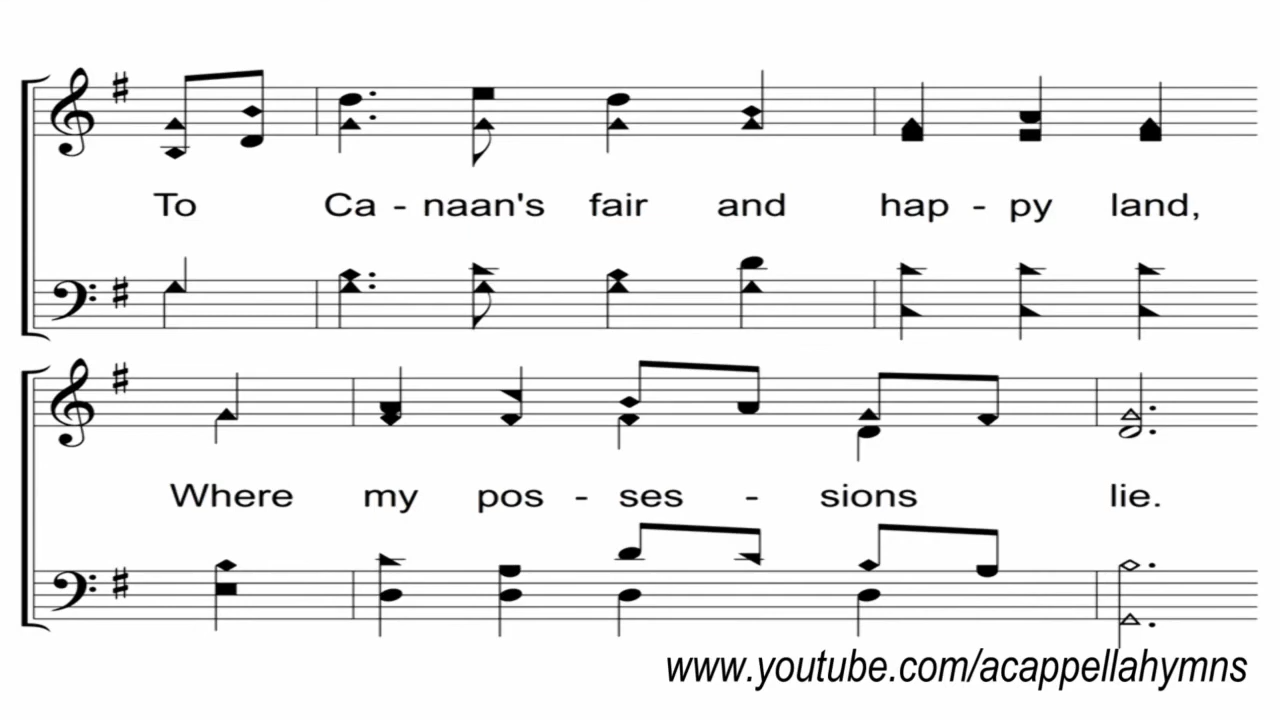 To Ca - naan's fair and hap - py land,
Where my pos - ses - sions lie.
www.youtube.com/acappellahymns